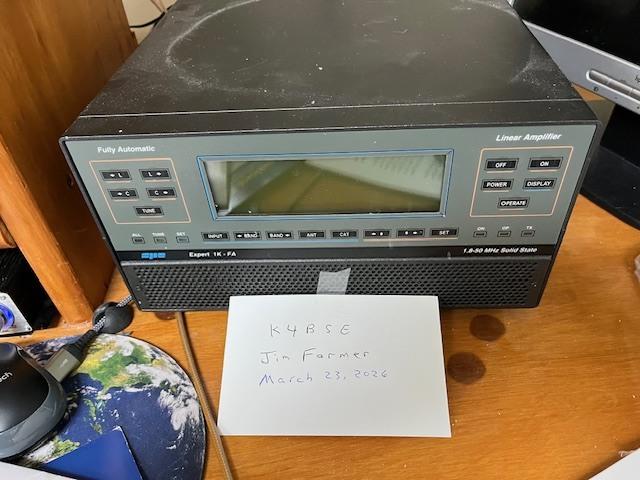 Fully Automatic
Linear Amplifier
◄ L
L ►
◄ C
C ►
TUNE
OFF
ON
POWER
DISPLAY
OPERATE
ALL
TUNE
SET
INPUT
◄ BAND
BAND ►
ANT
CAT
SET
ON
OP
TX
spe
Expert 1K-FA
1.8-50 MHz Solid State
K4BSE
Jim Farmer
March 23, 2026